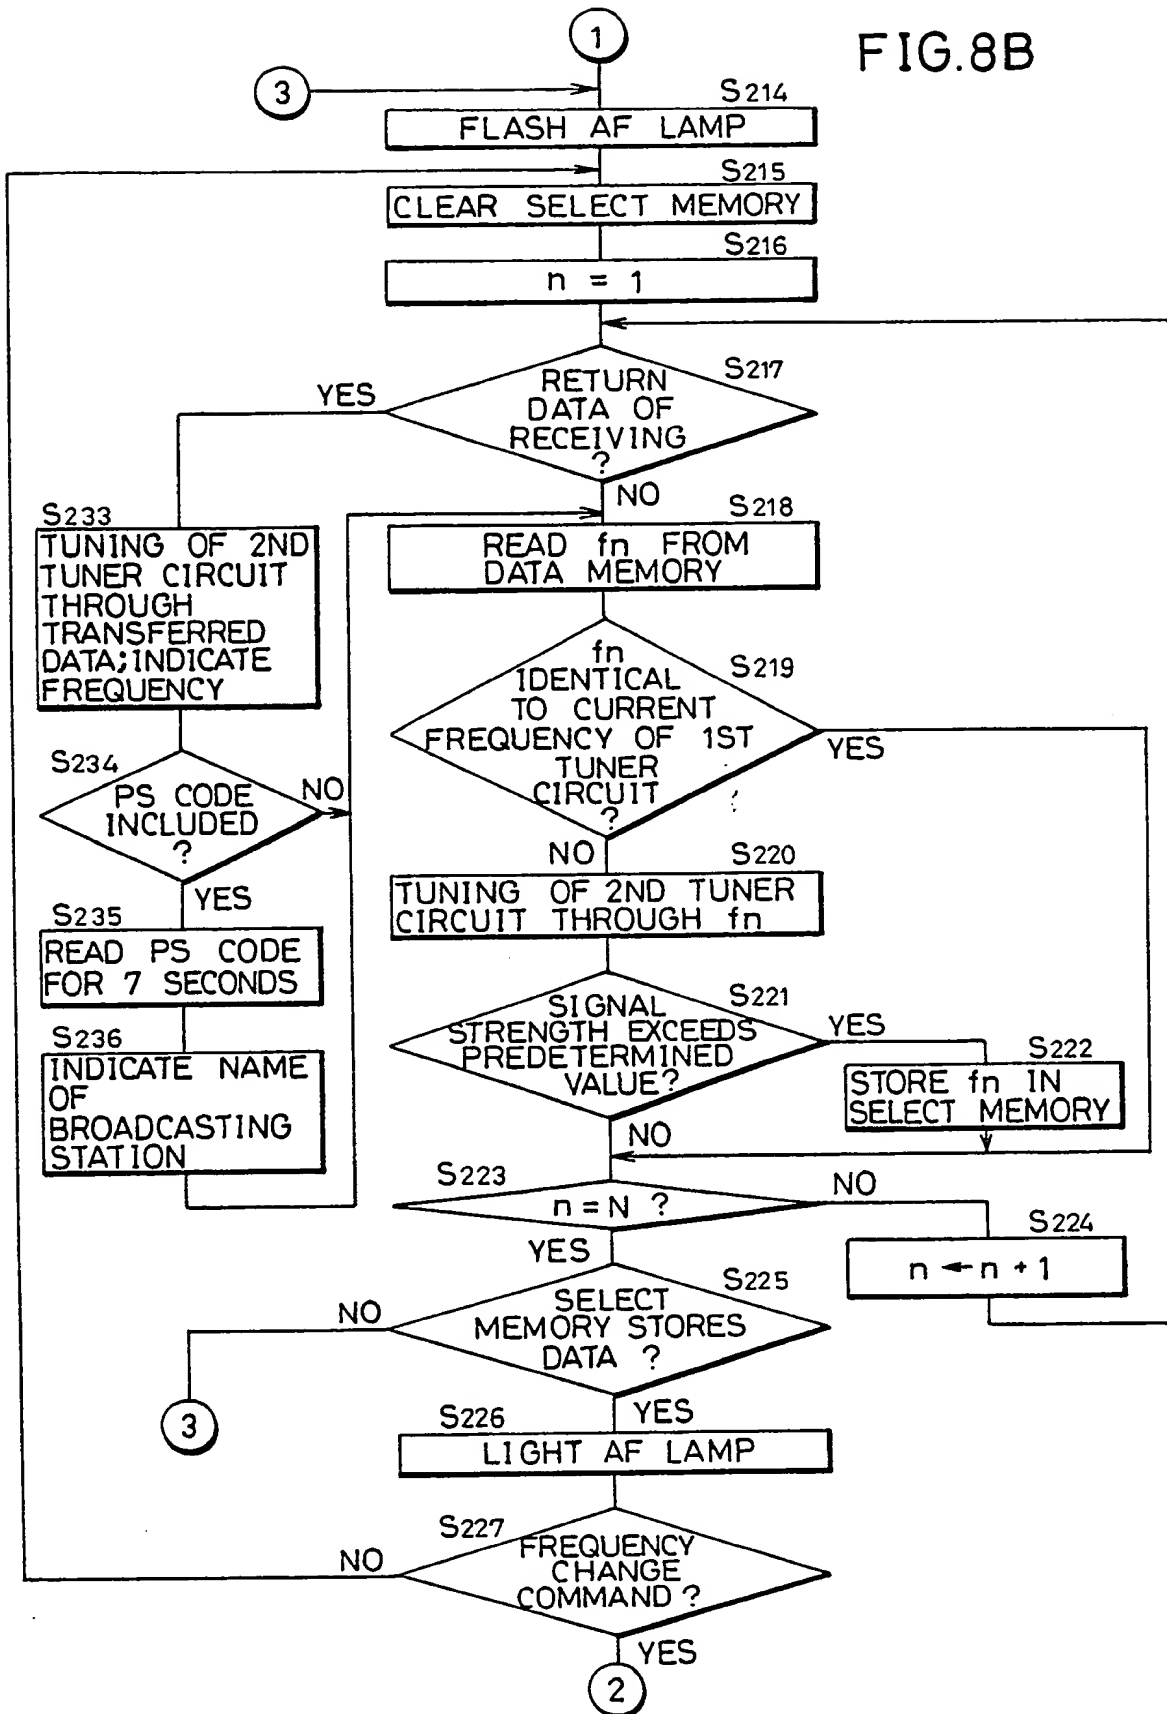 1
FIG.8B
3
S214
FLASH AF LAMP
S215
CLEAR SELECT MEMORY
S216
n = 1
S217
YES
RETURN
DATA OF
RECEIVING
?
NO
S233
TUNING OF 2ND
TUNER CIRCUIT
THROUGH
TRANSFERRED
DATA;INDICATE
FREQUENCY
S218
READ fn FROM
DATA MEMORY
S219
fn
IDENTICAL
TO CURRENT
FREQUENCY OF 1ST
TUNER
CIRCUIT
?
YES
NO
S234
PS CODE
INCLUDED
?
NO
YES
S220
TUNING OF 2ND TUNER
CIRCUIT THROUGH fn
S235
READ PS CODE
FOR 7 SECONDS
S221
SIGNAL
STRENGTH EXCEEDS
PREDETERMINED
VALUE?
YES
NO
S236
INDICATE NAME
OF
BROADCASTING
STATION
S222
STORE fn IN
SELECT MEMORY
S223
n=N ?
NO
YES
S224
n ← n + 1
S225
SELECT
MEMORY STORES
DATA ?
NO
YES
3
S226
LIGHT AF LAMP
S227
FREQUENCY
CHANGE
COMMAND?
NO
YES
2